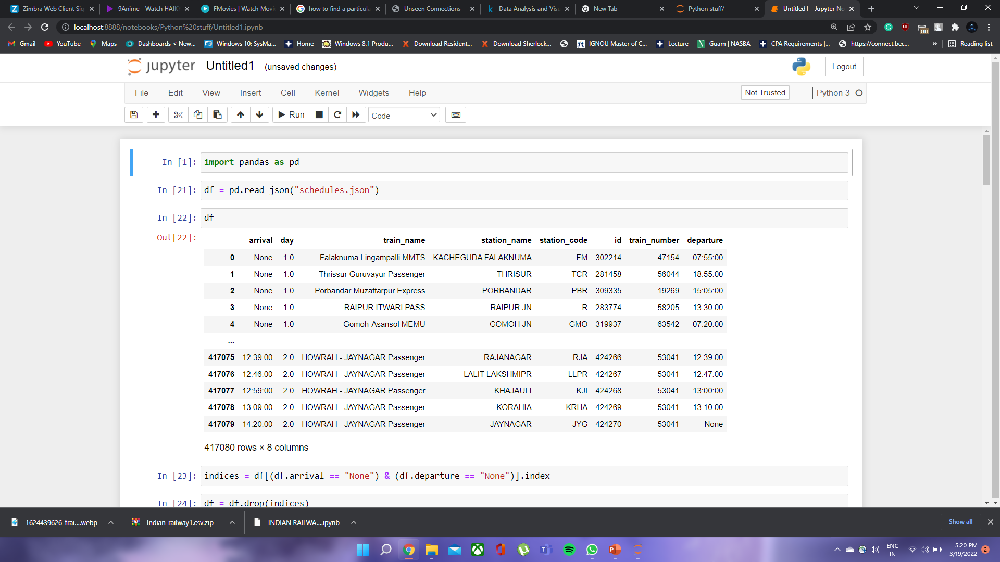 Zimbra Web Client Sig
9Anime - Watch HAIK
FMovies | Watch Movi
how to find a particula
Unseen Connections –
Data Analysis and Visu
New Tab
Python stuff/
Untitled1 - Jupyter No
localhost:8888/notebooks/Python%20stuff/Untitled1.ipynb
Off
Gmail YouTube Maps Dashboards < New... Windows 10: SysMa... Home Windows 8.1 Produ... Download Resident... Download Sherlock... IGNOU Master of C... Lecture Guam | NASBA CPA Requirements |... https://connect.bec... » Reading list
jupyter Untitled1 (unsaved changes) Logout
File Edit View Insert Cell Kernel Widgets Help Not Trusted Python 3
Run Code
In [1]: import pandas as pd
In [21]: df = pd.read_json("schedules.json")
In [22]: df
Out[22]:
arrival day train_name station_name station_code id train_number departure
0 None 1.0 Falaknuma Lingampalli MMTS KACHEGUDA FALAKNUMA FM 302214 47154 07:55:00
1 None 1.0 Thrissur Guruvayur Passenger THRISUR TCR 281458 56044 18:55:00
2 None 1.0 Porbandar Muzaffarpur Express PORBANDAR PBR 309335 19269 15:05:00
3 None 1.0 RAIPUR ITWARI PASS RAIPUR JN R 283774 58205 13:30:00
4 None 1.0 Gomoh-Asansol MEMU GOMOH JN GMO 319937 63542 07:20:00
... ... ... ... ... ... ... ... ...
417075 12:39:00 2.0 HOWRAH - JAYNAGAR Passenger RAJANAGAR RJA 424266 53041 12:39:00
417076 12:46:00 2.0 HOWRAH - JAYNAGAR Passenger LALIT LAKSHMIPR LLPR 424267 53041 12:47:00
417077 12:59:00 2.0 HOWRAH - JAYNAGAR Passenger KHAJAULI KJI 424268 53041 13:00:00
417078 13:09:00 2.0 HOWRAH - JAYNAGAR Passenger KORAHIA KRHA 424269 53041 13:10:00
417079 14:20:00 2.0 HOWRAH - JAYNAGAR Passenger JAYNAGAR JYG 424270 53041 None
417080 rows × 8 columns
In [23]: indices = df[(df.arrival == "None") & (df.departure == "None")].index
In [24]: df = df.drop(indices)
1624439626_trai....webp Indian_railway1.csv.zip INDIAN RAILWA....ipynb Show all
ENG
IN
5:20 PM
3/19/2022
2